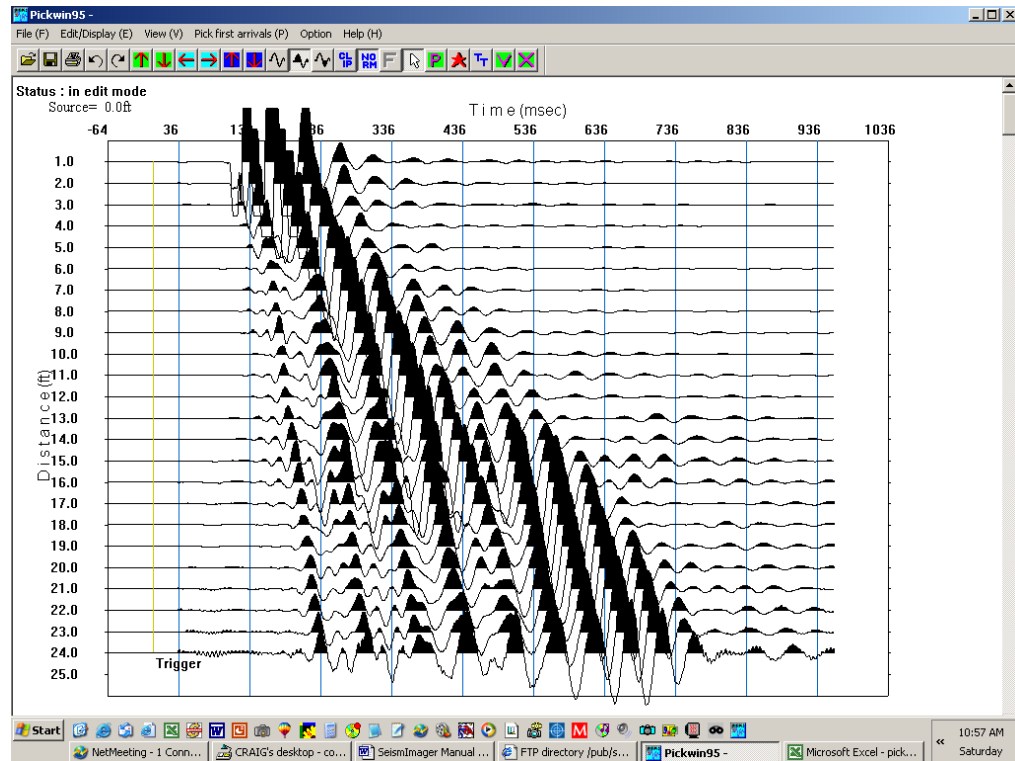 Pickwin95 -
File (F) Edit/Display (E) View (V) Pick first arrivals (P) Option Help (H)
CL IP NO RM F P T T
Status : in edit mode
Source= 0.0ft
Time (msec)
-64 36 336 436 536 636 736 836 936 1036
Distance (ft)
1.0
2.0
3.0
4.0
5.0
6.0
7.0
8.0
9.0
10.0
11.0
12.0
13.0
14.0
15.0
16.0
17.0
18.0
19.0
20.0
21.0
22.0
23.0
24.0
25.0
Trigger
Start
NetMeeting - 1 Conn... CRAIG's desktop - co... SeismImager Manual ... FTP directory /pub/s... Pickwin95 - Microsoft Excel - pick...
10:57 AM
Saturday